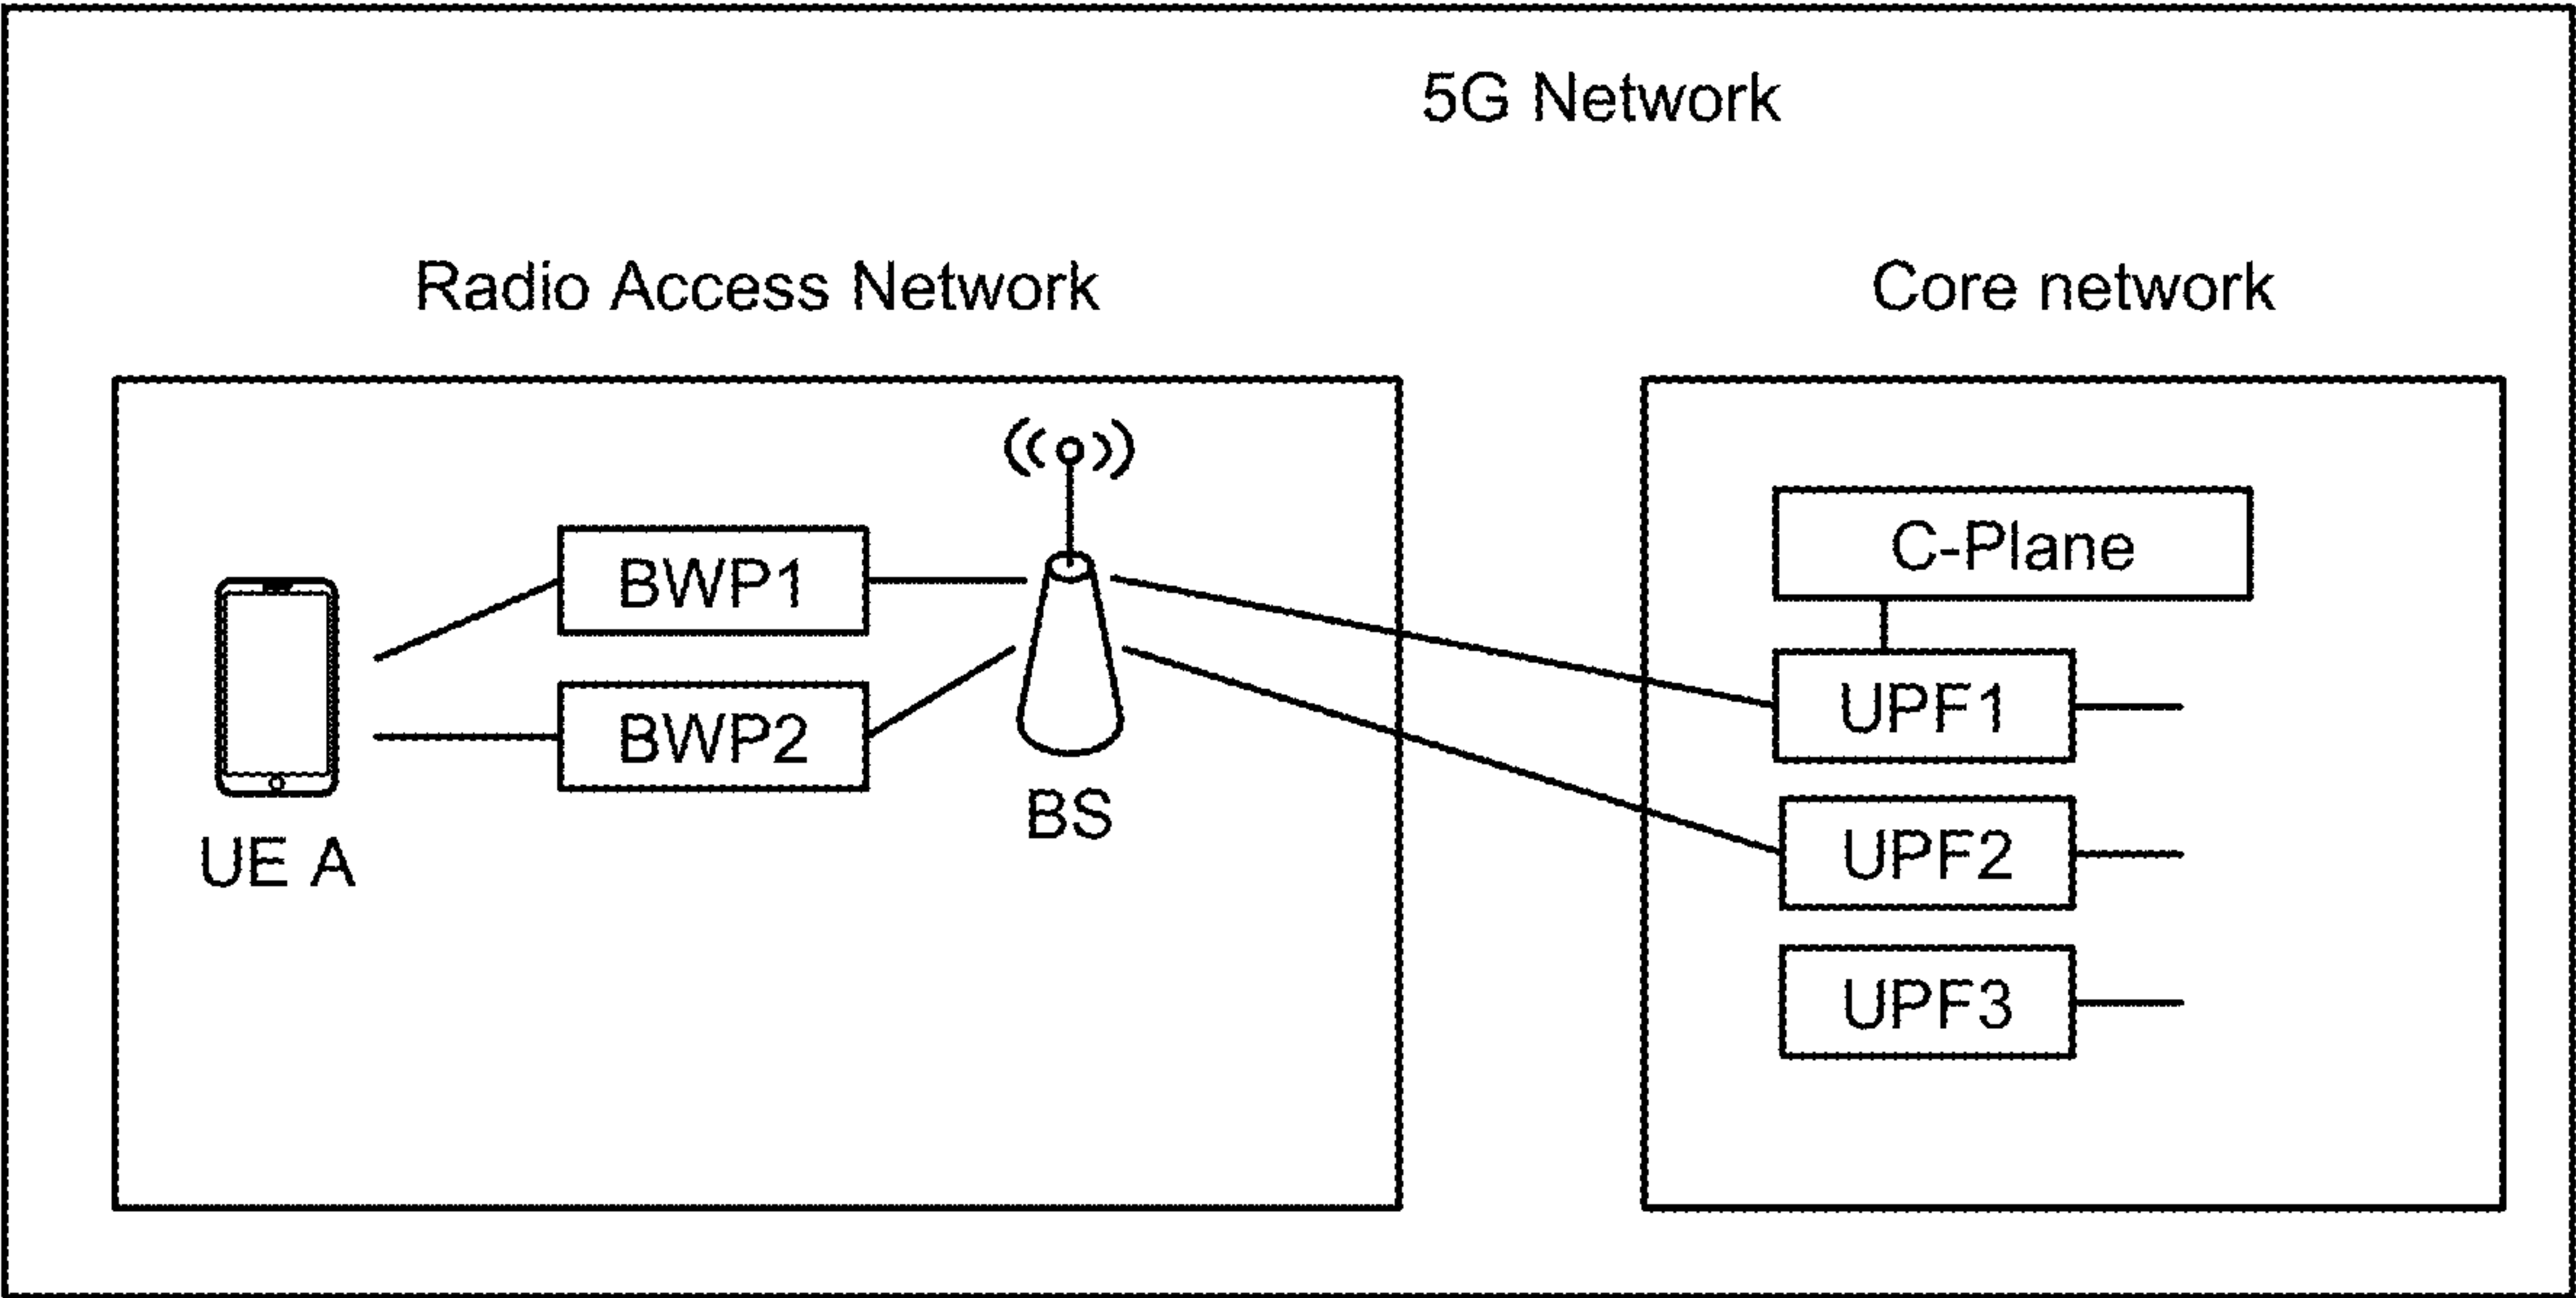 5G Network
Radio Access Network
Core network
C-Plane
BWP1
UPF1
BWP2
BS
UE A
UPF2
UPF3